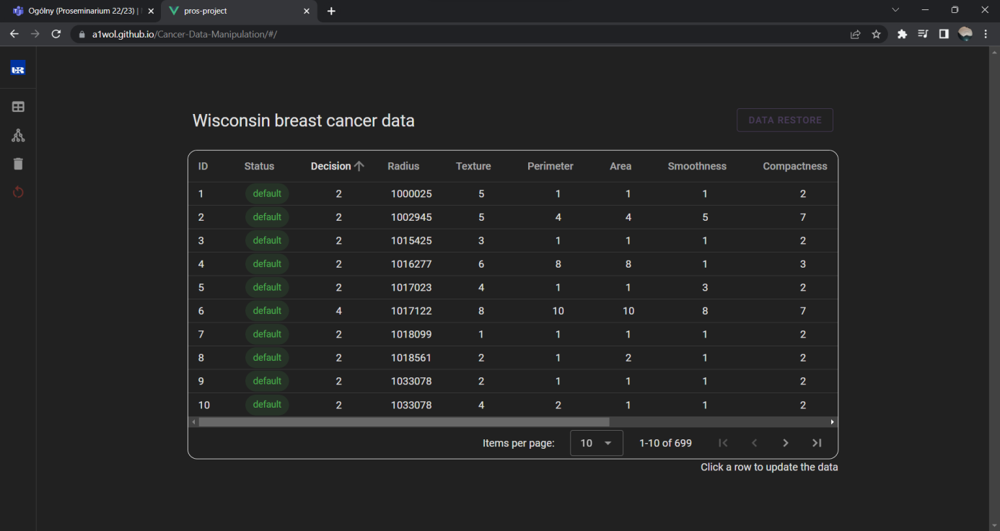 Ogólny (Proseminarium 22/23) |
pros-project
a1wol.github.io/Cancer-Data-Manipulation/#/
UR
Wisconsin breast cancer data
DATA RESTORE
ID Status Decision Radius Texture Perimeter Area Smoothness Compactness
1 default 2 1000025 5 1 1 1 2
2 default 2 1002945 5 4 4 5 7
3 default 2 1015425 3 1 1 1 2
4 default 2 1016277 6 8 8 1 3
5 default 2 1017023 4 1 1 3 2
6 default 4 1017122 8 10 10 8 7
7 default 2 1018099 1 1 1 1 2
8 default 2 1018561 2 1 2 1 2
9 default 2 1033078 2 1 1 1 2
10 default 2 1033078 4 2 1 1 2
Items per page: 10 1-10 of 699
Click a row to update the data